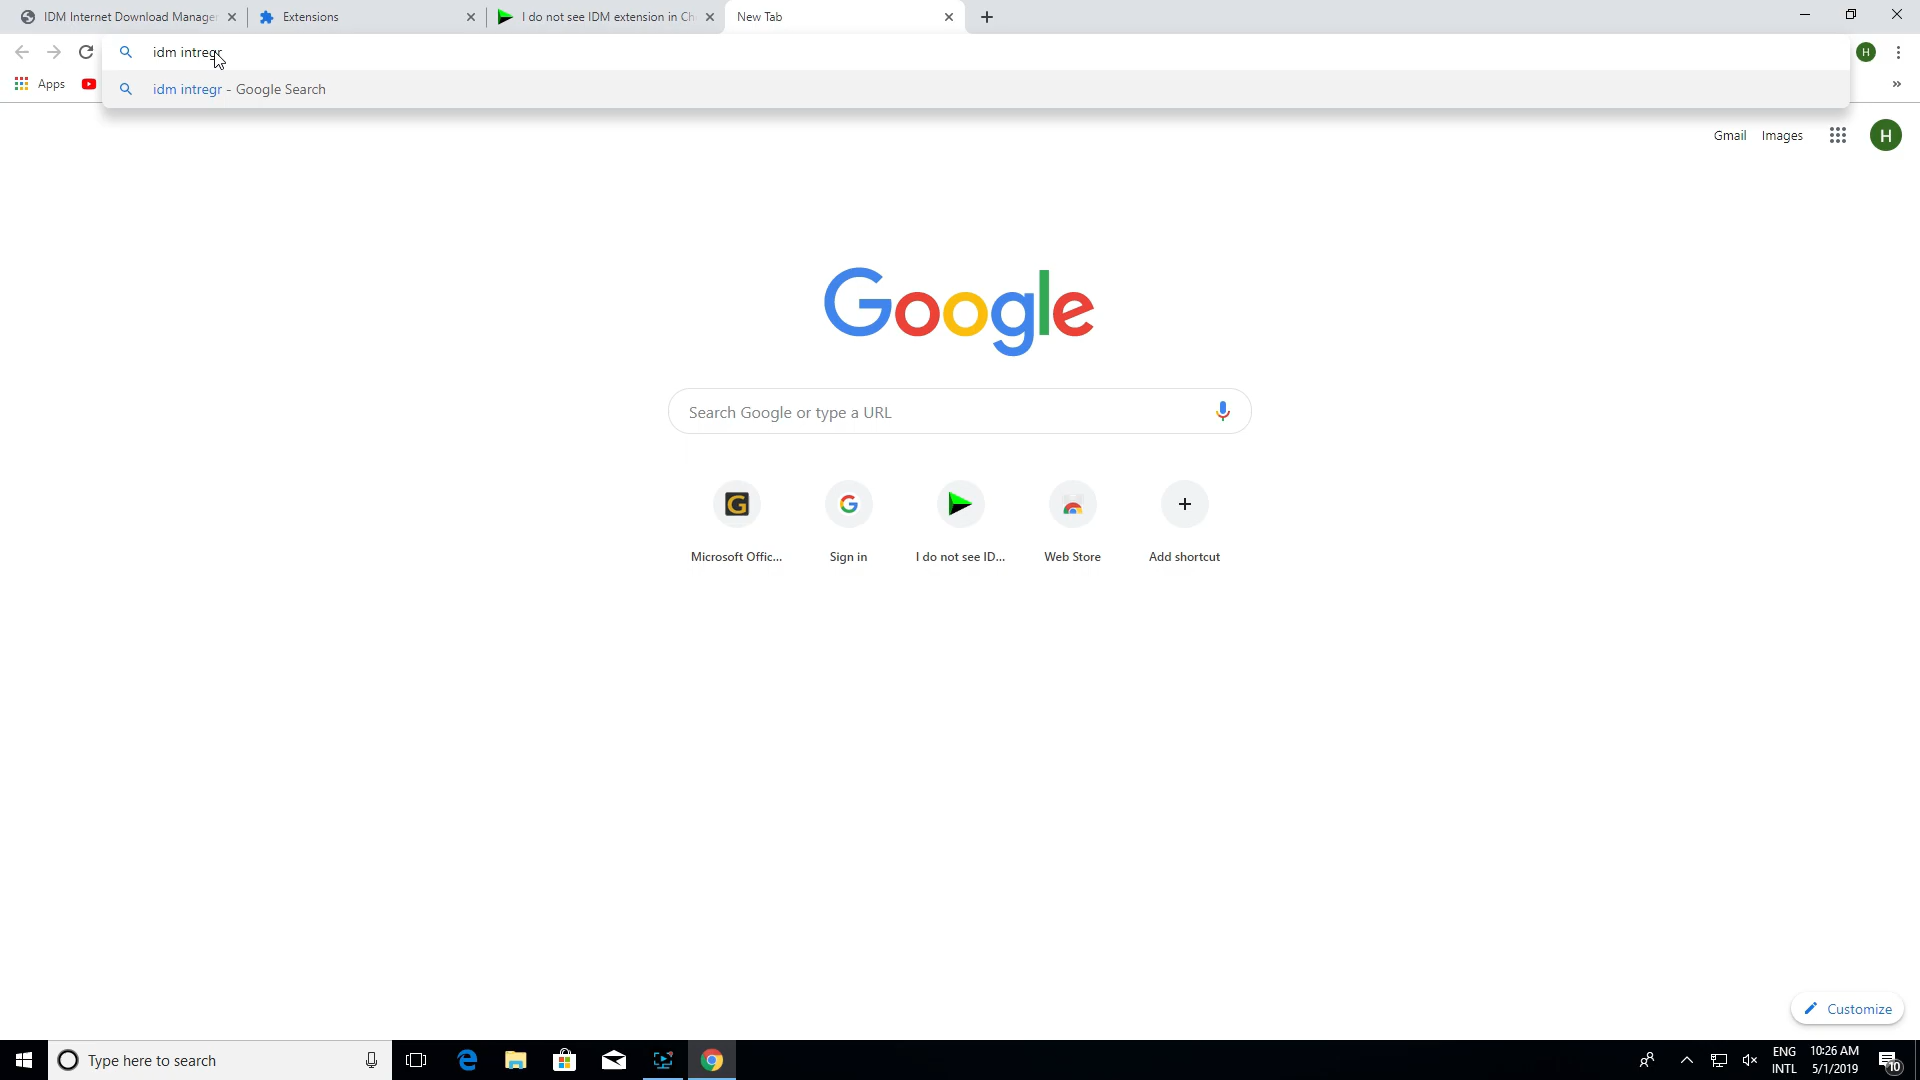 IDM Internet Download Manager
Extensions
I do not see IDM extension in Ch
New Tab
idm intregr
H
Apps
idm intregr - Google Search
Gmail
Images
H
Google
Search Google or type a URL
G
G
Microsoft Offic...
Sign in
I do not see ID...
Web Store
Add shortcut
Customize
Type here to search
ENG
INTL
10:26 AM
5/1/2019
10